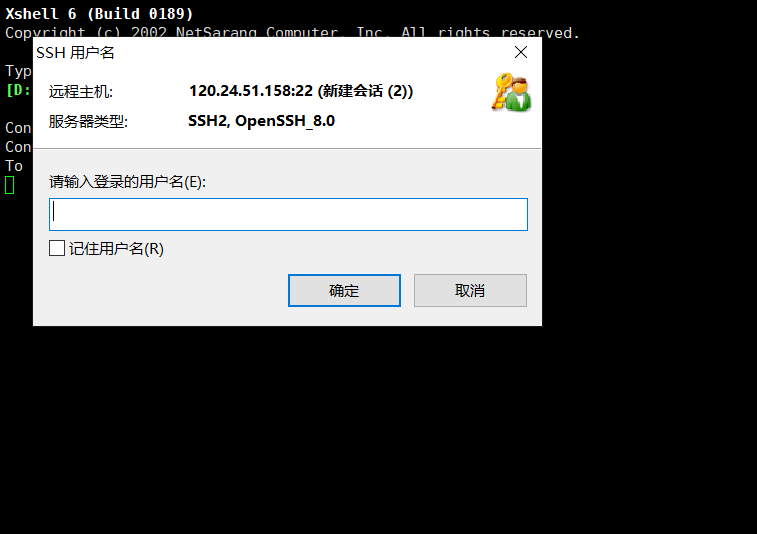 Xshell 6 (Build 0189)
Copyright (c) 2002 NetSarang Computer, Inc. All rights reserved.
SSH 用户名
Typ
远程主机: 120.24.51.158:22 (新建会话 (2))
[D:
服务器类型: SSH2, OpenSSH_8.0
Con
Con
To
请输入登录的用户名(E):
记住用户名(R)
确定 取消